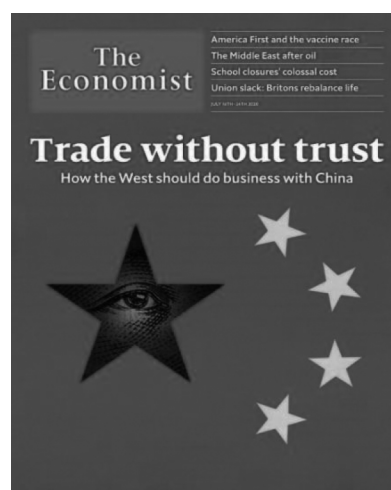 The
Economist
America First and the vaccine race
The Middle East after oil
School closures' colossal cost
Union slack: Britons rebalance life
Trade without trust
How the West should do business with China